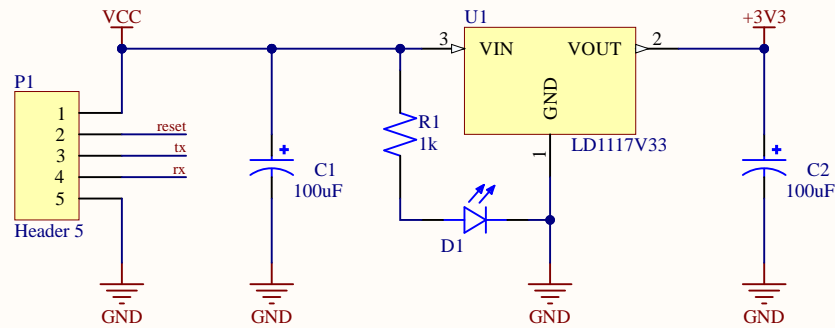 VCC
U1
+3V3
3
VIN
VOUT
2
GND
1
LD1117V33
P1
1
2
3
4
5
reset
tx
rx
Header 5
R1
1k
C1
100uF
D1
C2
100uF
GND
GND
GND
GND